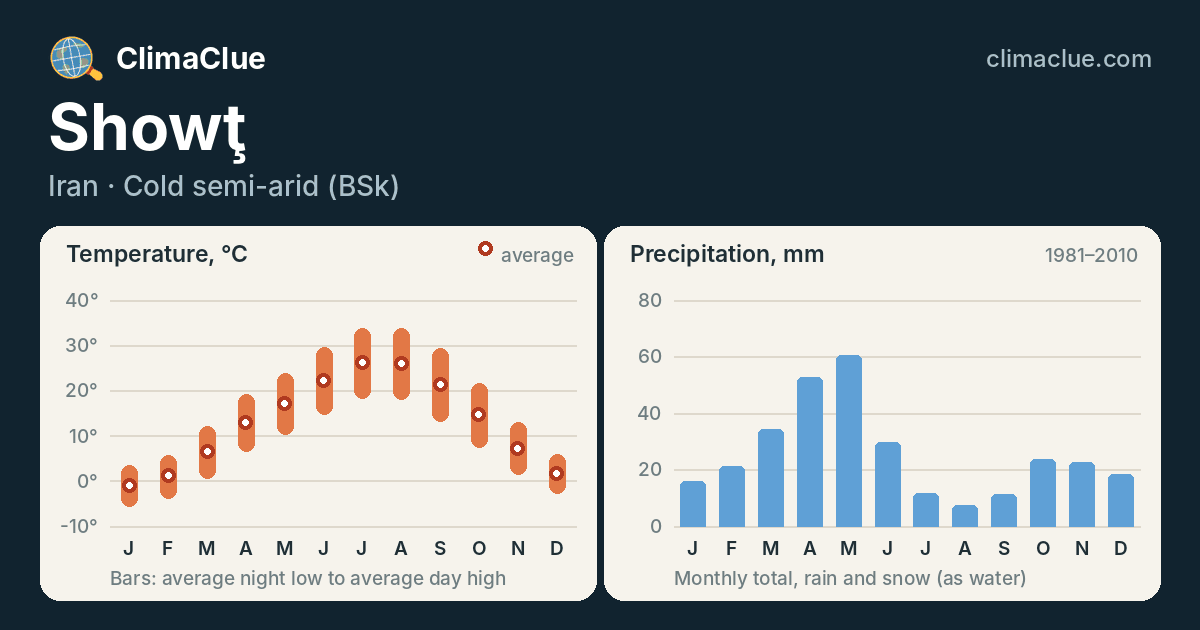 ClimaClue
climaclue.com
Showţ
Iran · Cold semi-arid (BSk)
Temperature, °C
average
40°
30°
20°
10°
0°
-10°
J F M A M J J A S O N D
Bars: average night low to average day high
Precipitation, mm
1981–2010
80
60
40
20
0
J F M A M J J A S O N D
Monthly total, rain and snow (as water)